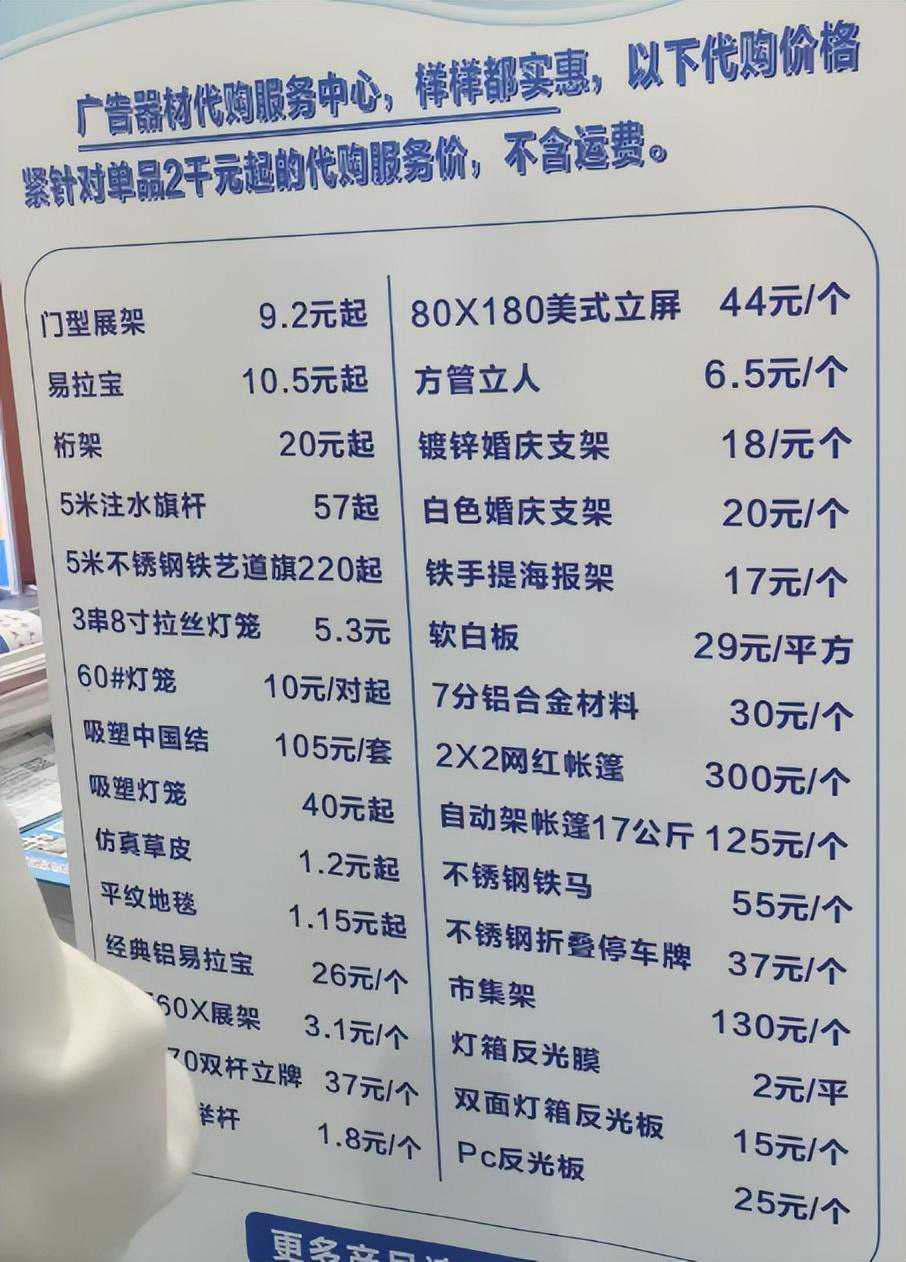 广告器材代购服务中心，样样都实惠，以下代购价格
紧针对单品2千元起的代购服务价，不含运费。
门型展架 9.2元起
易拉宝 10.5元起
桁架 20元起
5米注水旗杆 57起
5米不锈钢铁艺道旗220起
3串8寸拉丝灯笼 5.3元
60#灯笼 10元/对起
吸塑中国结 105元/套
吸塑灯笼 40元起
仿真草皮 1.2元起
平纹地毯 1.15元起
经典铝易拉宝 26元/个
60X展架 3.1元/个
70双杆立牌 37元/个
举杆 1.8元/个
80X180美式立屏 44元/个
方管立人 6.5元/个
镀锌婚庆支架 18/元个
白色婚庆支架 20元/个
铁手提海报架 17元/个
软白板 29元/平方
7分铝合金材料 30元/个
2X2网红帐篷 300元/个
自动架帐篷17公斤 125元/个
不锈钢铁马 55元/个
不锈钢折叠停车牌 37元/个
市集架 130元/个
灯箱反光膜 2元/平
双面灯箱反光板 15元/个
Pc反光板 25元/个
更多产品